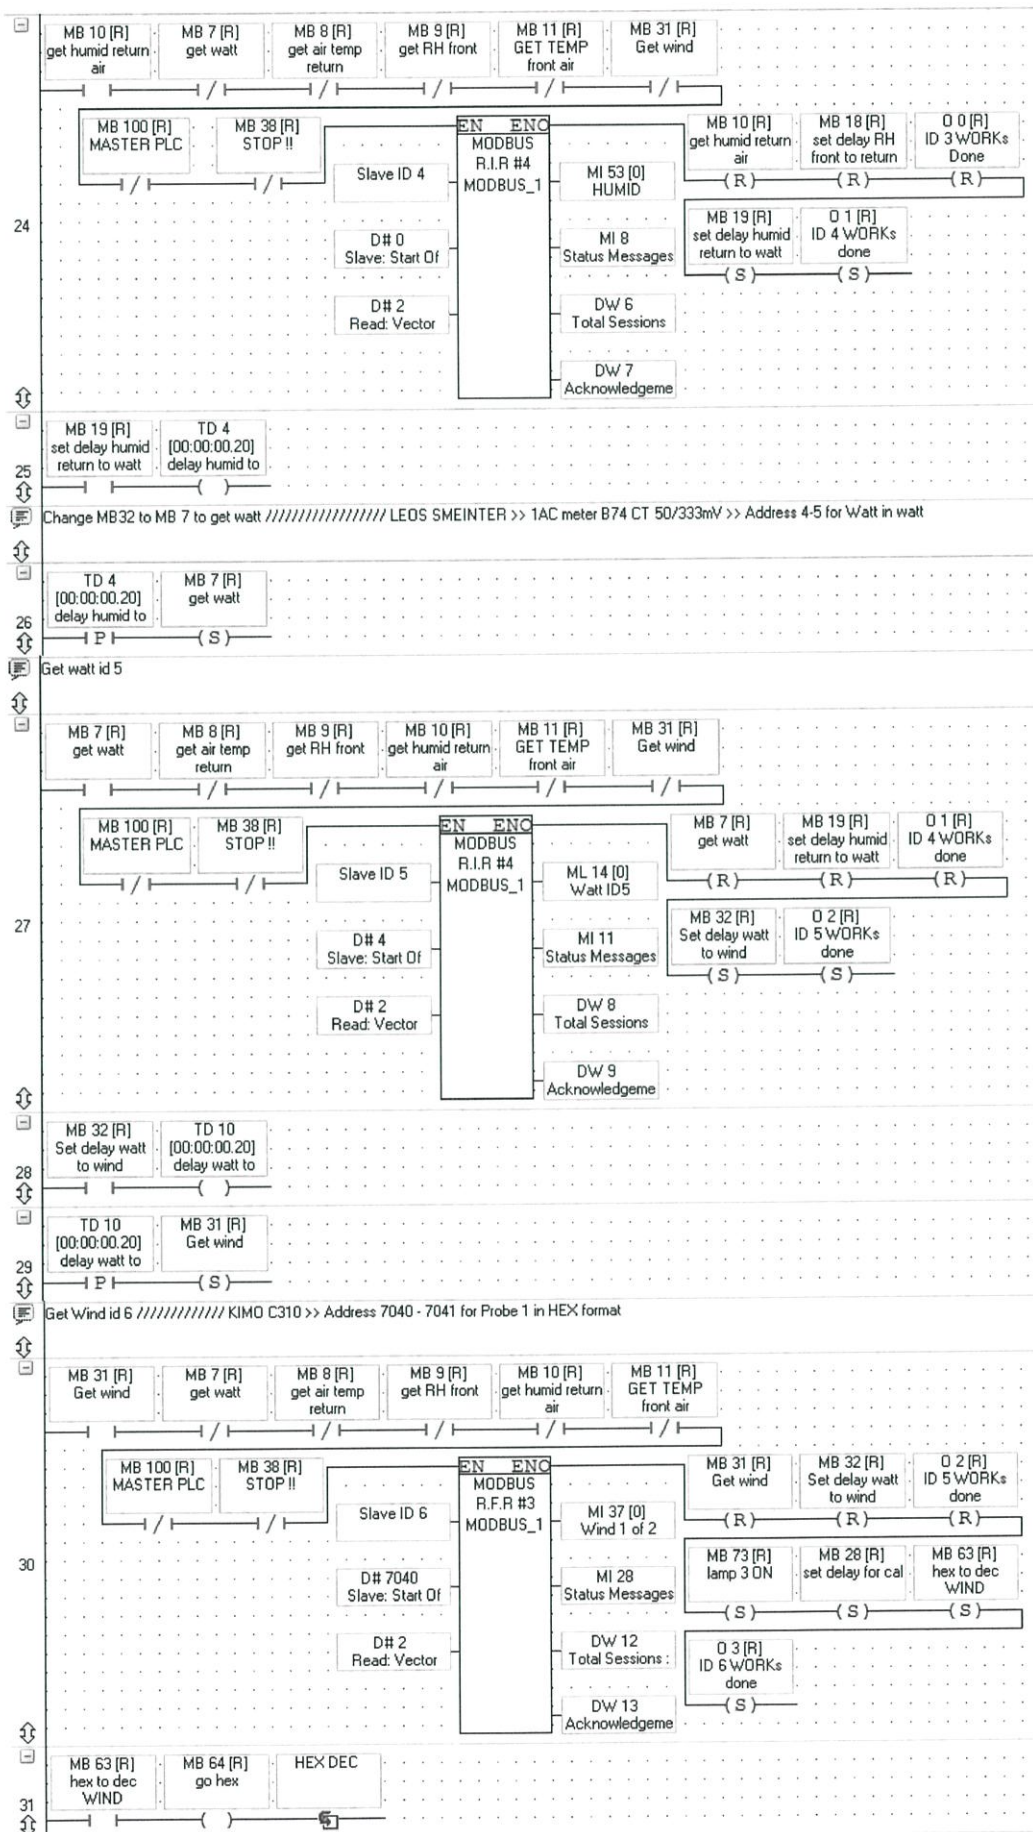 MB 10 [R]
get humid return
air
MB 7 [R]
get watt
MB 8 [R]
get air temp
return
MB 9 [R]
get RH front
MB 11 [R]
GET TEMP
front air
MB 31 [R]
Get wind
MB 100 [R]
MASTER PLC
MB 38 [R]
STOP !!
EN ENO
MODBUS
R.I.R #4
MODBUS_1
Slave ID 4
D# 0
Slave: Start Of
D# 2
Read: Vector
MI 53 [0]
HUMID
MI 8
Status Messages
DW 6
Total Sessions
DW 7
Acknowledgeme
MB 10 [R]
get humid return
air
(R)
MB 18 [R]
set delay RH
front to return
(R)
O 0 [R]
ID 3 WORKs
Done
(R)
MB 19 [R]
set delay humid
return to watt
(S)
O 1 [R]
ID 4 WORKs
done
(S)
24
MB 19 [R]
set delay humid
return to watt
TD 4
[00:00:00.20]
delay humid to
25
Change MB32 to MB 7 to get watt /////////////////// LEOS SMEINTER >> 1AC meter B74 CT 50/333mV >> Address 4-5 for Watt in watt
TD 4
[00:00:00.20]
delay humid to
P
MB 7 [R]
get watt
(S)
26
Get watt id 5
MB 7 [R]
get watt
MB 8 [R]
get air temp
return
MB 9 [R]
get RH front
MB 10 [R]
get humid return
air
MB 11 [R]
GET TEMP
front air
MB 31 [R]
Get wind
MB 100 [R]
MASTER PLC
MB 38 [R]
STOP !!
EN ENO
MODBUS
R.I.R #4
MODBUS_1
Slave ID 5
D# 4
Slave: Start Of
D# 2
Read: Vector
ML 14 [0]
Watt ID5
MI 11
Status Messages
DW 8
Total Sessions
DW 9
Acknowledgeme
MB 7 [R]
get watt
(R)
MB 19 [R]
set delay humid
return to watt
(R)
O 1 [R]
ID 4 WORKs
done
(R)
MB 32 [R]
Set delay watt
to wind
(S)
O 2 [R]
ID 5 WORKs
done
(S)
27
MB 32 [R]
Set delay watt
to wind
TD 10
[00:00:00.20]
delay watt to
28
TD 10
[00:00:00.20]
delay watt to
P
MB 31 [R]
Get wind
(S)
29
Get Wind id 6 ///////////// KIMO C310 >> Address 7040 - 7041 for Probe 1 in HEX format
MB 31 [R]
Get wind
MB 7 [R]
get watt
MB 8 [R]
get air temp
return
MB 9 [R]
get RH front
MB 10 [R]
get humid return
air
MB 11 [R]
GET TEMP
front air
MB 100 [R]
MASTER PLC
MB 38 [R]
STOP !!
EN ENO
MODBUS
R.F.R #3
MODBUS_1
Slave ID 6
D# 7040
Slave: Start Of
D# 2
Read: Vector
MI 37 [0]
Wind 1 of 2
MI 28
Status Messages
DW 12
Total Sessions :
DW 13
Acknowledgeme
MB 31 [R]
Get wind
(R)
MB 32 [R]
Set delay watt
to wind
(R)
O 2 [R]
ID 5 WORKs
done
(R)
MB 73 [R]
lamp 3 ON
(S)
MB 28 [R]
set delay for cal
(S)
MB 63 [R]
hex to dec
WIND
(S)
O 3 [R]
ID 6 WORKs
done
(S)
30
MB 63 [R]
hex to dec
WIND
MB 64 [R]
go hex
HEX DEC
31